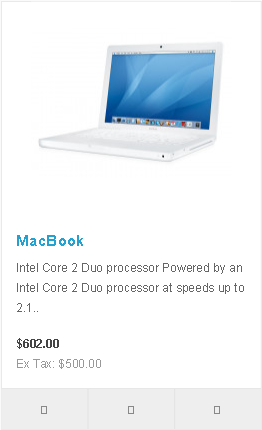 MacBook
Intel Core 2 Duo processor Powered by an
Intel Core 2 Duo processor at speeds up to
2.1..
$602.00
Ex Tax: $500.00